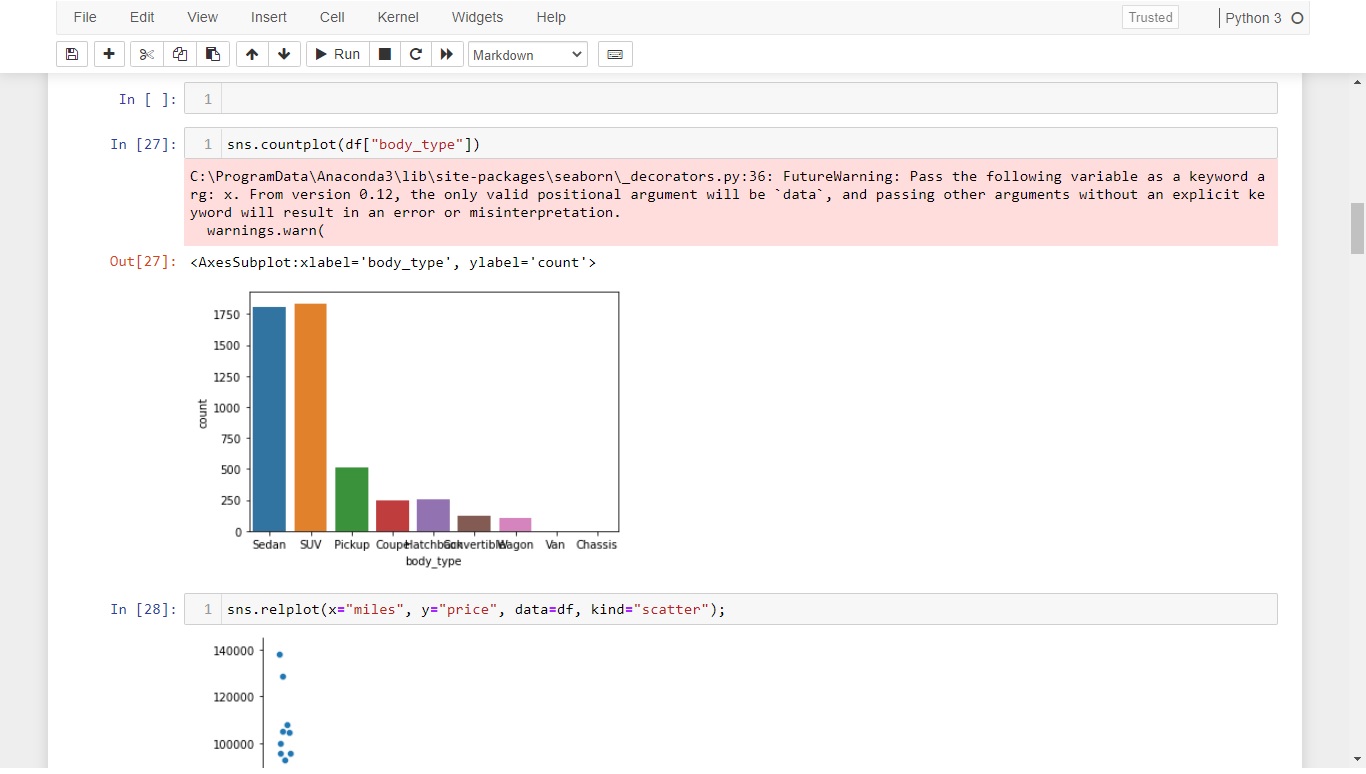 File Edit View Insert Cell Kernel Widgets Help Trusted Python 3
Run Markdown
In [ ]: 1
In [27]: 1 sns.countplot(df["body_type"])
C:\ProgramData\Anaconda3\lib\site-packages\seaborn\_decorators.py:36: FutureWarning: Pass the following variable as a keyword a
rg: x. From version 0.12, the only valid positional argument will be `data`, and passing other arguments without an explicit ke
yword will result in an error or misinterpretation.
warnings.warn(
Out[27]: <AxesSubplot:xlabel='body_type', ylabel='count'>
1750
1500
1250
1000
750
500
250
0
count
Sedan SUV Pickup Coupe Hatchback Convertible Wagon Van Chassis
body_type
In [28]: 1 sns.relplot(x="miles", y="price", data=df, kind="scatter");
140000
120000
100000